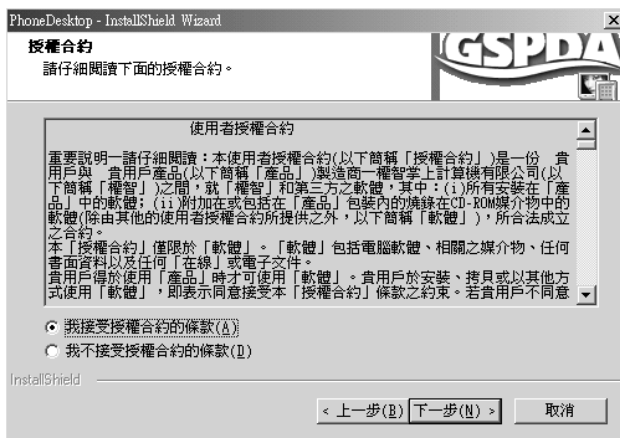 PhoneDesktop - InstallShield Wizard
授權合約
請仔細閱讀下面的授權合約。
GSPDA
使用者授權合約
重要說明—請仔細閱讀：本使用者授權合約(以下簡稱「授權合約」)是一份　貴
用戶與　貴用戶產品(以下簡稱「產品」)製造商—權智掌上計算機有限公司(以
下簡稱「權智」)之間，就「權智」和第三方之軟體，其中：(i)所有安裝在「產
品」中的軟體；(ii)附加在或包括在「產品」包裝內的燒錄在CD-ROM媒介物中的
軟體(除由其他的使用者授權合約所提供之外，以下簡稱「軟體」)，所合法成立
之合約。
本「授權合約」僅限於「軟體」。「軟體」包括電腦軟體、相關之媒介物、任何
書面資料以及任何「在線」或電子文件。
貴用戶得於使用「產品」時才可使用「軟體」。貴用戶於安裝、拷貝或以其他方
式使用「軟體」，即表示同意接受本「授權合約」條款之約束。若貴用戶不同意
我接受授權合約的條款(A)
我不接受授權合約的條款(D)
InstallShield
< 上一步(B) 下一步(N) > 取消